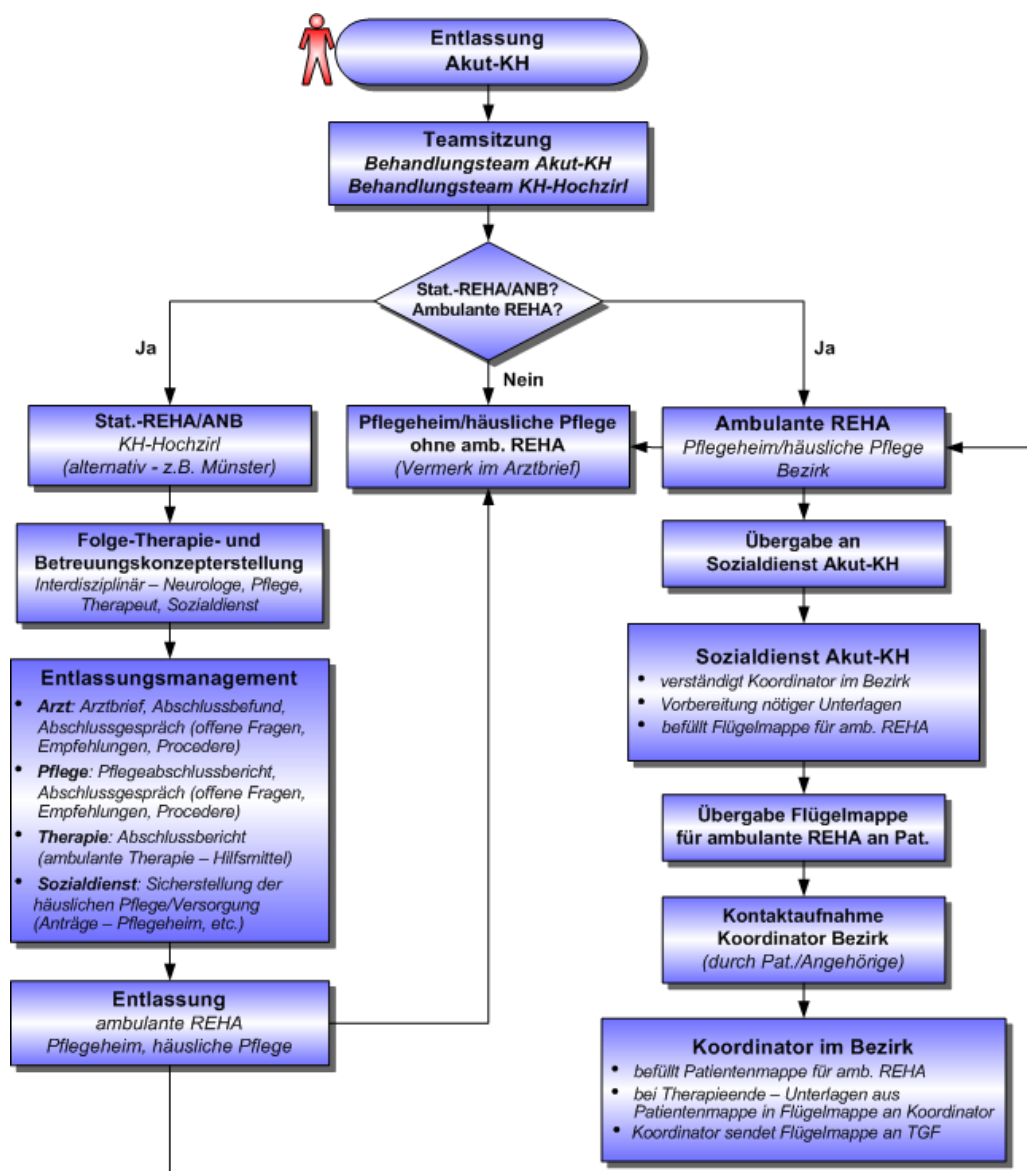 Entlassung
Akut-KH
Teamsitzung
Behandlungsteam Akut-KH
Behandlungsteam KH-Hochzirl
Stat.-REHA/ANB?
Ambulante REHA?
Ja
Nein
Ja
Stat.-REHA/ANB
KH-Hochzirl
(alternativ - z.B. Münster)
Pflegeheim/häusliche Pflege
ohne amb. REHA
(Vermerk im Arztbrief)
Ambulante REHA
Pflegeheim/häusliche Pflege
Bezirk
Folge-Therapie- und
Betreuungskonzepterstellung
Interdisziplinär – Neurologe, Pflege,
Therapeut, Sozialdienst
Übergabe an
Sozialdienst Akut-KH
Entlassungsmanagement
• Arzt: Arztbrief, Abschlussbefund,
Abschlussgespräch (offene Fragen,
Empfehlungen, Procedere)
• Pflege: Pflegeabschlussbericht,
Abschlussgespräch (offene Fragen,
Empfehlungen, Procedere)
• Therapie: Abschlussbericht
(ambulante Therapie – Hilfsmittel)
• Sozialdienst: Sicherstellung der
häuslichen Pflege/Versorgung
(Anträge – Pflegeheim, etc.)
Sozialdienst Akut-KH
• verständigt Koordinator im Bezirk
• Vorbereitung nötiger Unterlagen
• befüllt Flügelmappe für amb. REHA
Übergabe Flügelmappe
für ambulante REHA an Pat.
Kontaktaufnahme
Koordinator Bezirk
(durch Pat./Angehörige)
Entlassung
ambulante REHA
Pflegeheim, häusliche Pflege
Koordinator im Bezirk
• befüllt Patientenmappe für amb. REHA
• bei Therapieende – Unterlagen aus
Patientenmappe in Flügelmappe an Koordinator
• Koordinator sendet Flügelmappe an TGF